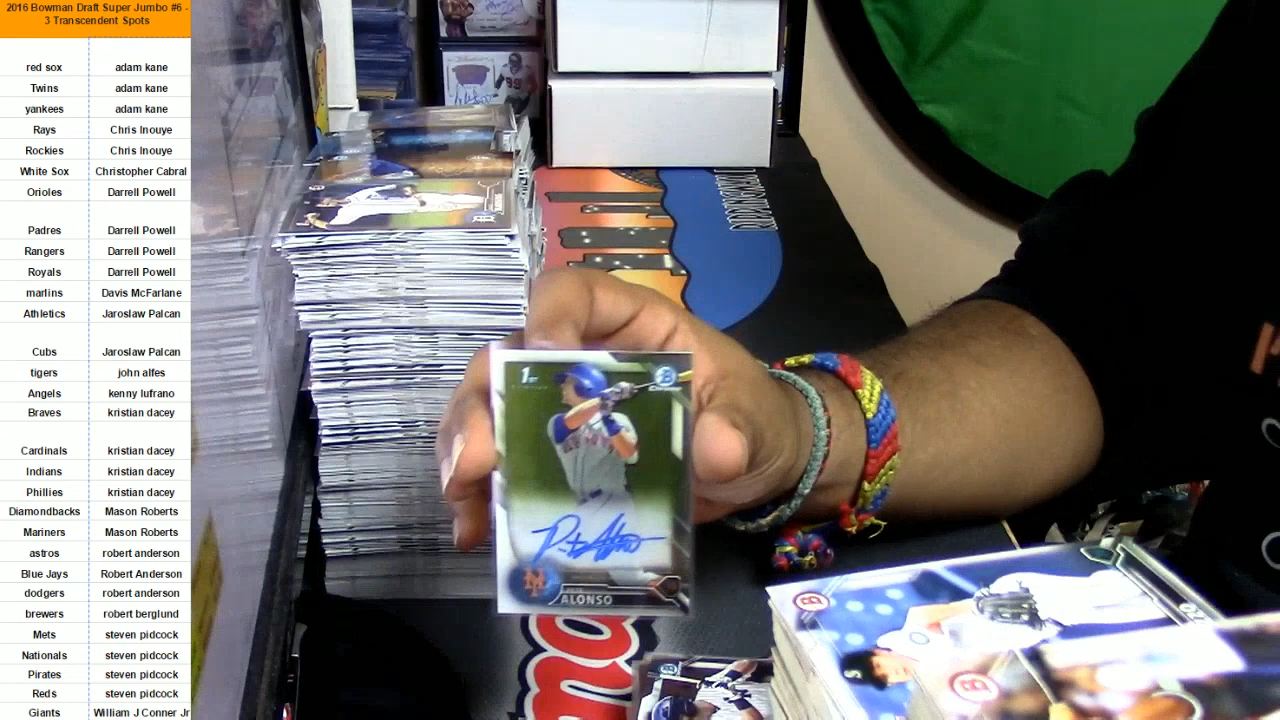 2016 Bowman Draft Super Jumbo #6 -
3 Transcendent Spots
red sox adam kane
Twins adam kane
yankees adam kane
Rays Chris Inouye
Rockies Chris Inouye
White Sox Christopher Cabral
Orioles Darrell Powell
Padres Darrell Powell
Rangers Darrell Powell
Royals Darrell Powell
marlins Davis McFarlane
Athletics Jaroslaw Palcan
Cubs Jaroslaw Palcan
tigers john alfes
Angels kenny lufrano
Braves kristian dacey
Cardinals kristian dacey
Indians kristian dacey
Phillies kristian dacey
Diamondbacks Mason Roberts
Mariners Mason Roberts
astros robert anderson
Blue Jays Robert Anderson
dodgers robert anderson
brewers robert berglund
Mets steven pidcock
Nationals steven pidcock
Pirates steven pidcock
Reds steven pidcock
Giants William J Conner Jr
1st
ALONSO